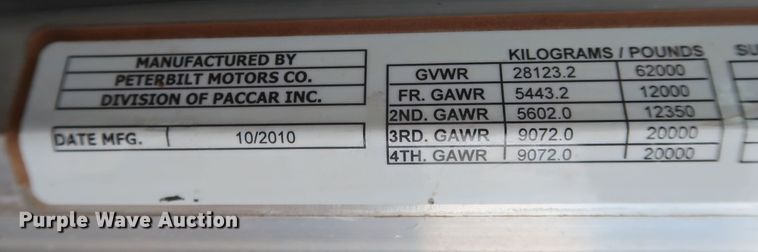 MANUFACTURED BY
PETERBILT MOTORS CO.
DIVISION OF PACCAR INC.
DATE MFG. 10/2010
KILOGRAMS / POUNDS
GVWR 28123.2 62000
FR. GAWR 5443.2 12000
2ND. GAWR 5602.0 12350
3RD. GAWR 9072.0 20000
4TH. GAWR 9072.0 20000
SU
Purple Wave Auction